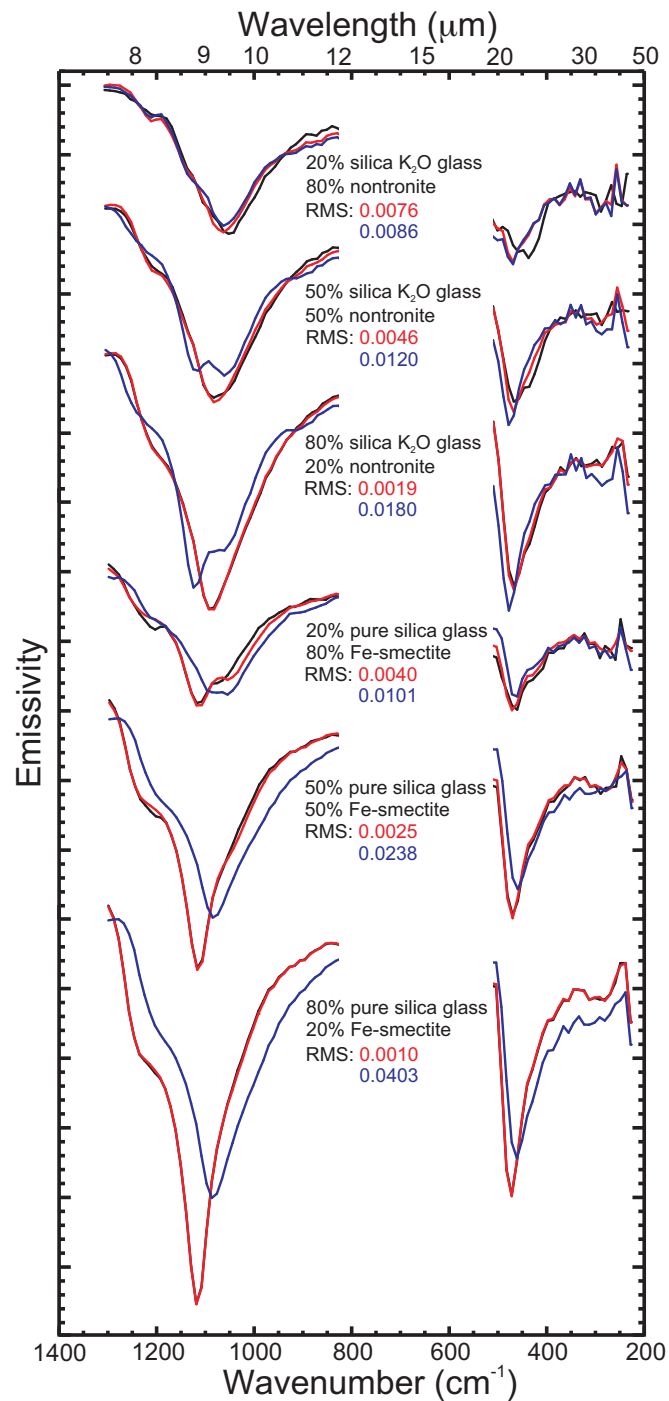 Wavelength (μm)
8 9 10 12 15 20 30 50
20% silica K₂O glass
80% nontronite
RMS: 0.0076
0.0086
50% silica K₂O glass
50% nontronite
RMS: 0.0046
0.0120
80% silica K₂O glass
20% nontronite
RMS: 0.0019
0.0180
20% pure silica glass
80% Fe-smectite
RMS: 0.0040
0.0101
Emissivity
50% pure silica glass
50% Fe-smectite
RMS: 0.0025
0.0238
80% pure silica glass
20% Fe-smectite
RMS: 0.0010
0.0403
1400 1200 1000 800 600 400 200
Wavenumber (cm⁻¹)